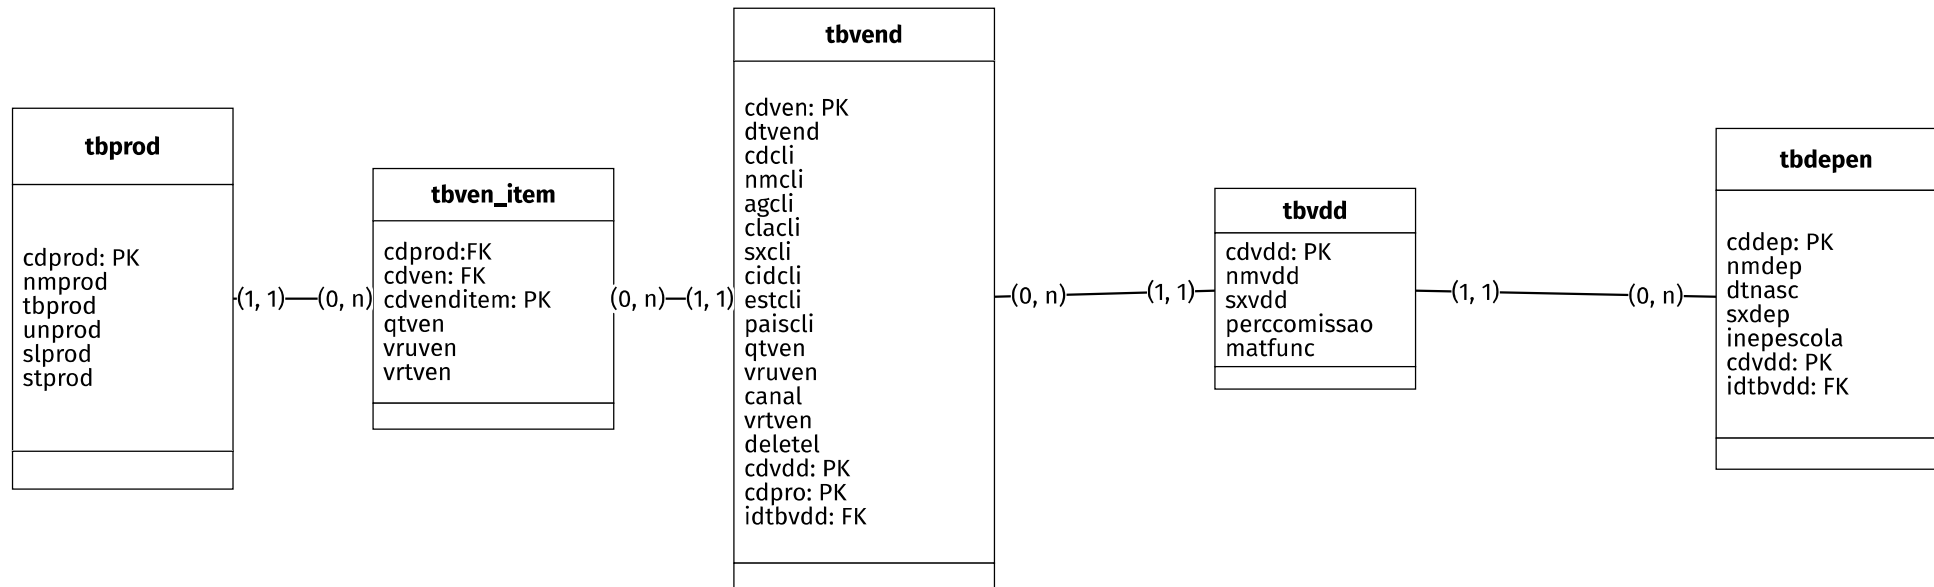 tbprod
cdprod: PK
nmprod
tbprod
unprod
slprod
stprod
(1, 1)
(0, n)
tbven_item
cdprod:FK
cdven: FK
cdvenditem: PK
qtven
vruven
vrtven
(0, n)
(1, 1)
tbvend
cdven: PK
dtvend
cdcli
nmcli
agcli
clacli
sxcli
cidcli
estcli
paiscli
qtven
vruven
canal
vrtven
deletel
cdvdd: PK
cdpro: PK
idtbvdd: FK
(0, n)
(1, 1)
tbvdd
cdvdd: PK
nmvdd
sxvdd
perccomissao
matfunc
(1, 1)
(0, n)
tbdepen
cddep: PK
nmdep
dtnasc
sxdep
inepescola
cdvdd: PK
idtbvdd: FK